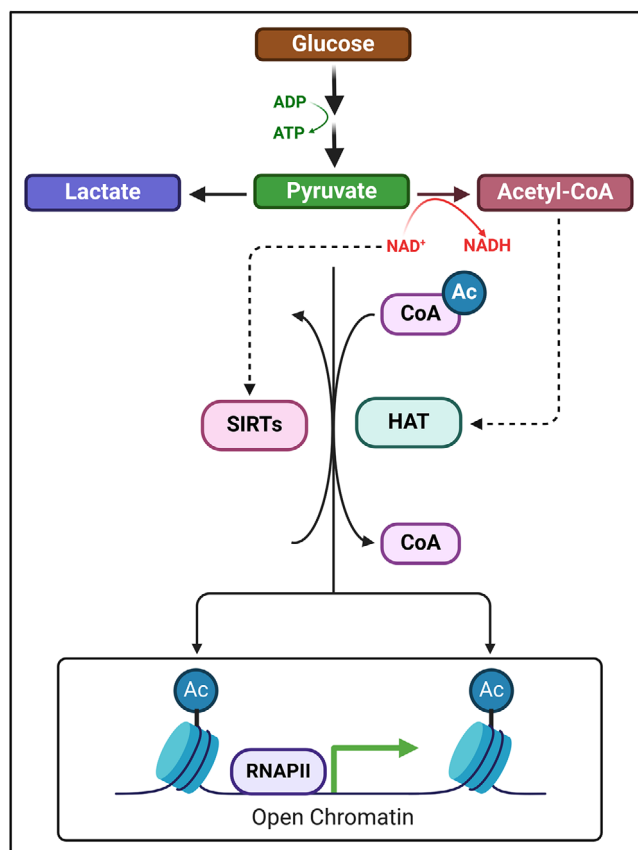 Glucose
ADP
ATP
Lactate
Pyruvate
Acetyl-CoA
NAD⁺
NADH
Ac
CoA
SIRTs
HAT
CoA
Ac
Ac
RNAPII
Open Chromatin